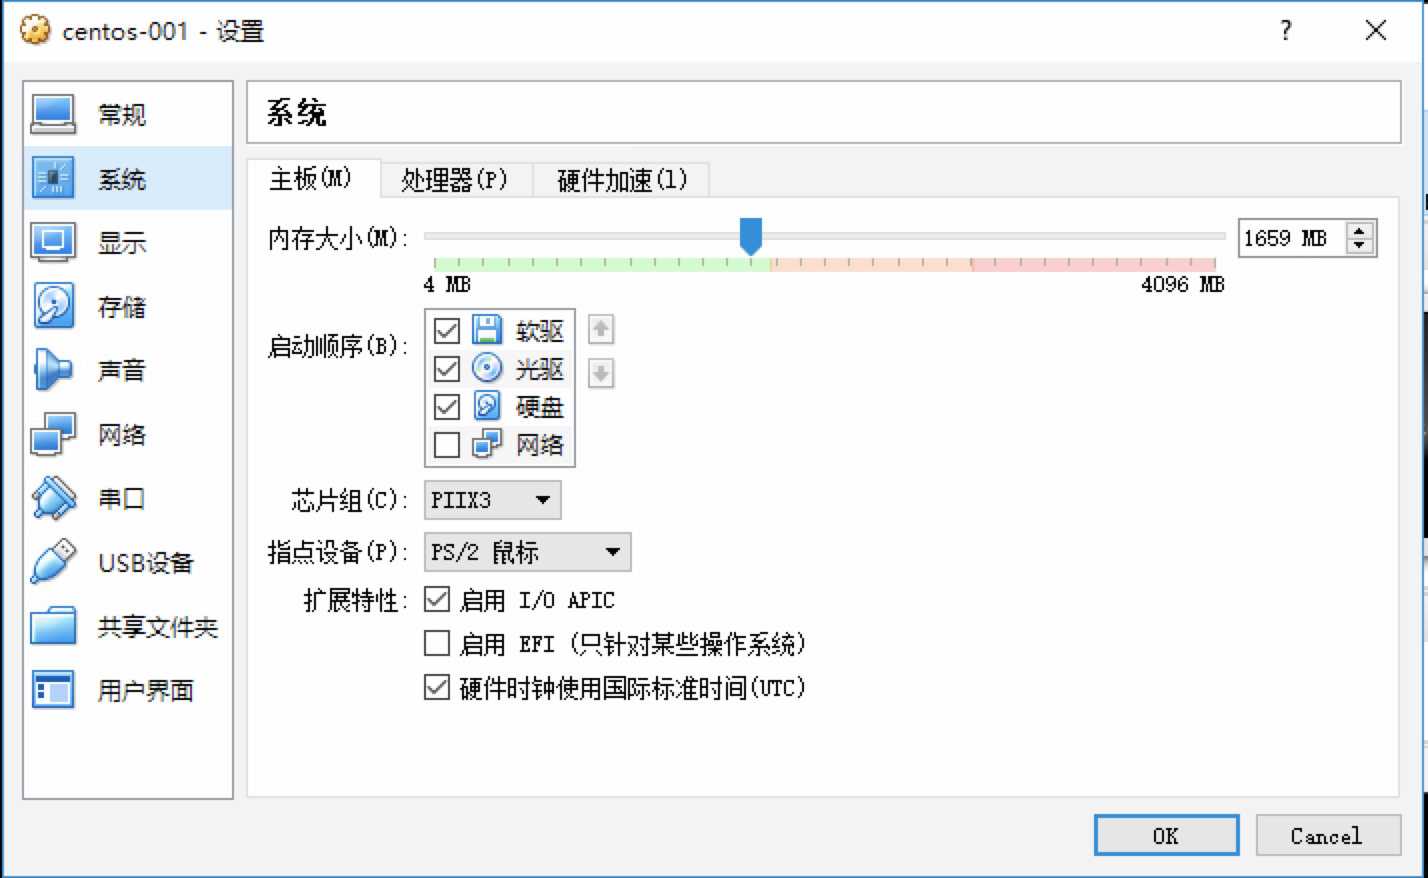 centos-001 - 设置
?
常规
系统
显示
存储
声音
网络
串口
USB设备
共享文件夹
用户界面
系统
主板(M) 处理器(P) 硬件加速(l)
内存大小(M): 1659 MB
4 MB 4096 MB
启动顺序(B):
软驱
光驱
硬盘
网络
芯片组(C): PIIX3
指点设备(P): PS/2 鼠标
扩展特性: 启用 I/O APIC
启用 EFI (只针对某些操作系统)
硬件时钟使用国际标准时间(UTC)
OK Cancel